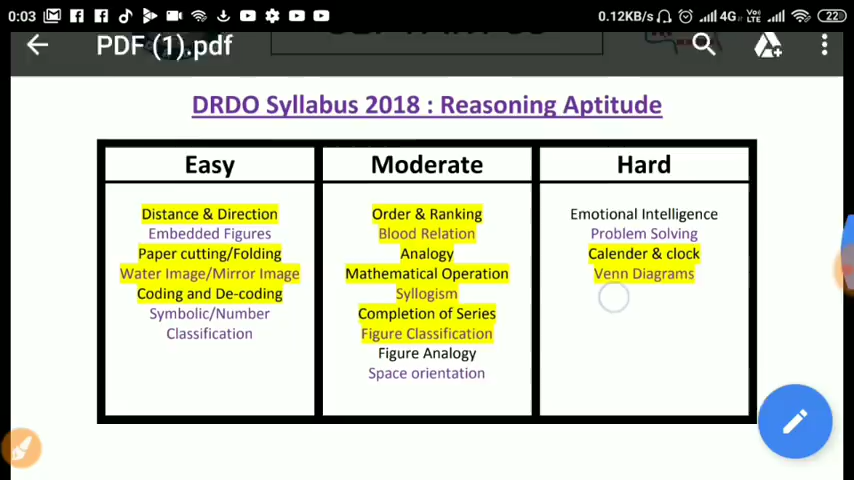 0:03 0.12KB/s 4G VoLTE 22
PDF (1).pdf
DRDO Syllabus 2018 : Reasoning Aptitude
Easy
Distance & Direction
Embedded Figures
Paper cutting/Folding
Water Image/Mirror Image
Coding and De-coding
Symbolic/Number
Classification
Moderate
Order & Ranking
Blood Relation
Analogy
Mathematical Operation
Syllogism
Completion of Series
Figure Classification
Figure Analogy
Space orientation
Hard
Emotional Intelligence
Problem Solving
Calender & clock
Venn Diagrams